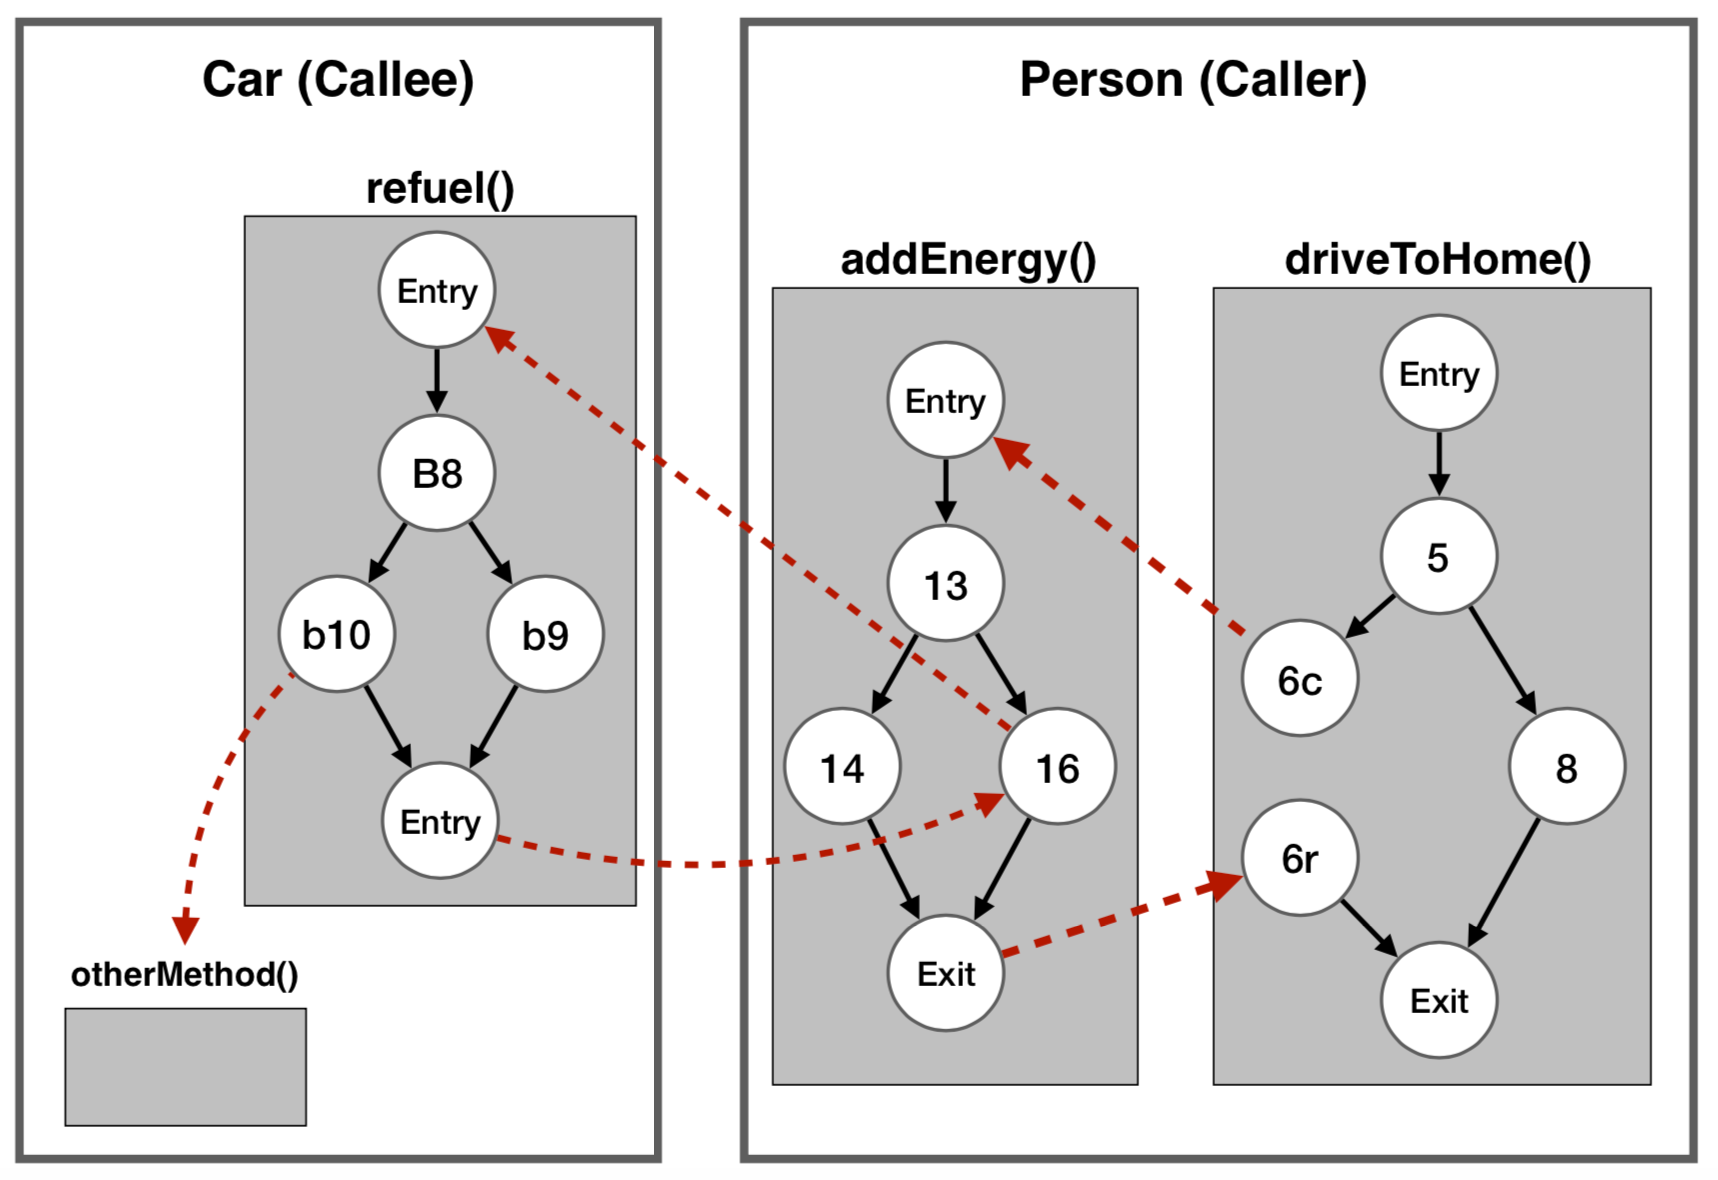 Car (Callee)
refuel()
Entry
B8
b10
b9
Entry
otherMethod()
Person (Caller)
addEnergy()
Entry
13
14
16
Exit
driveToHome()
Entry
5
6c
8
6r
Exit